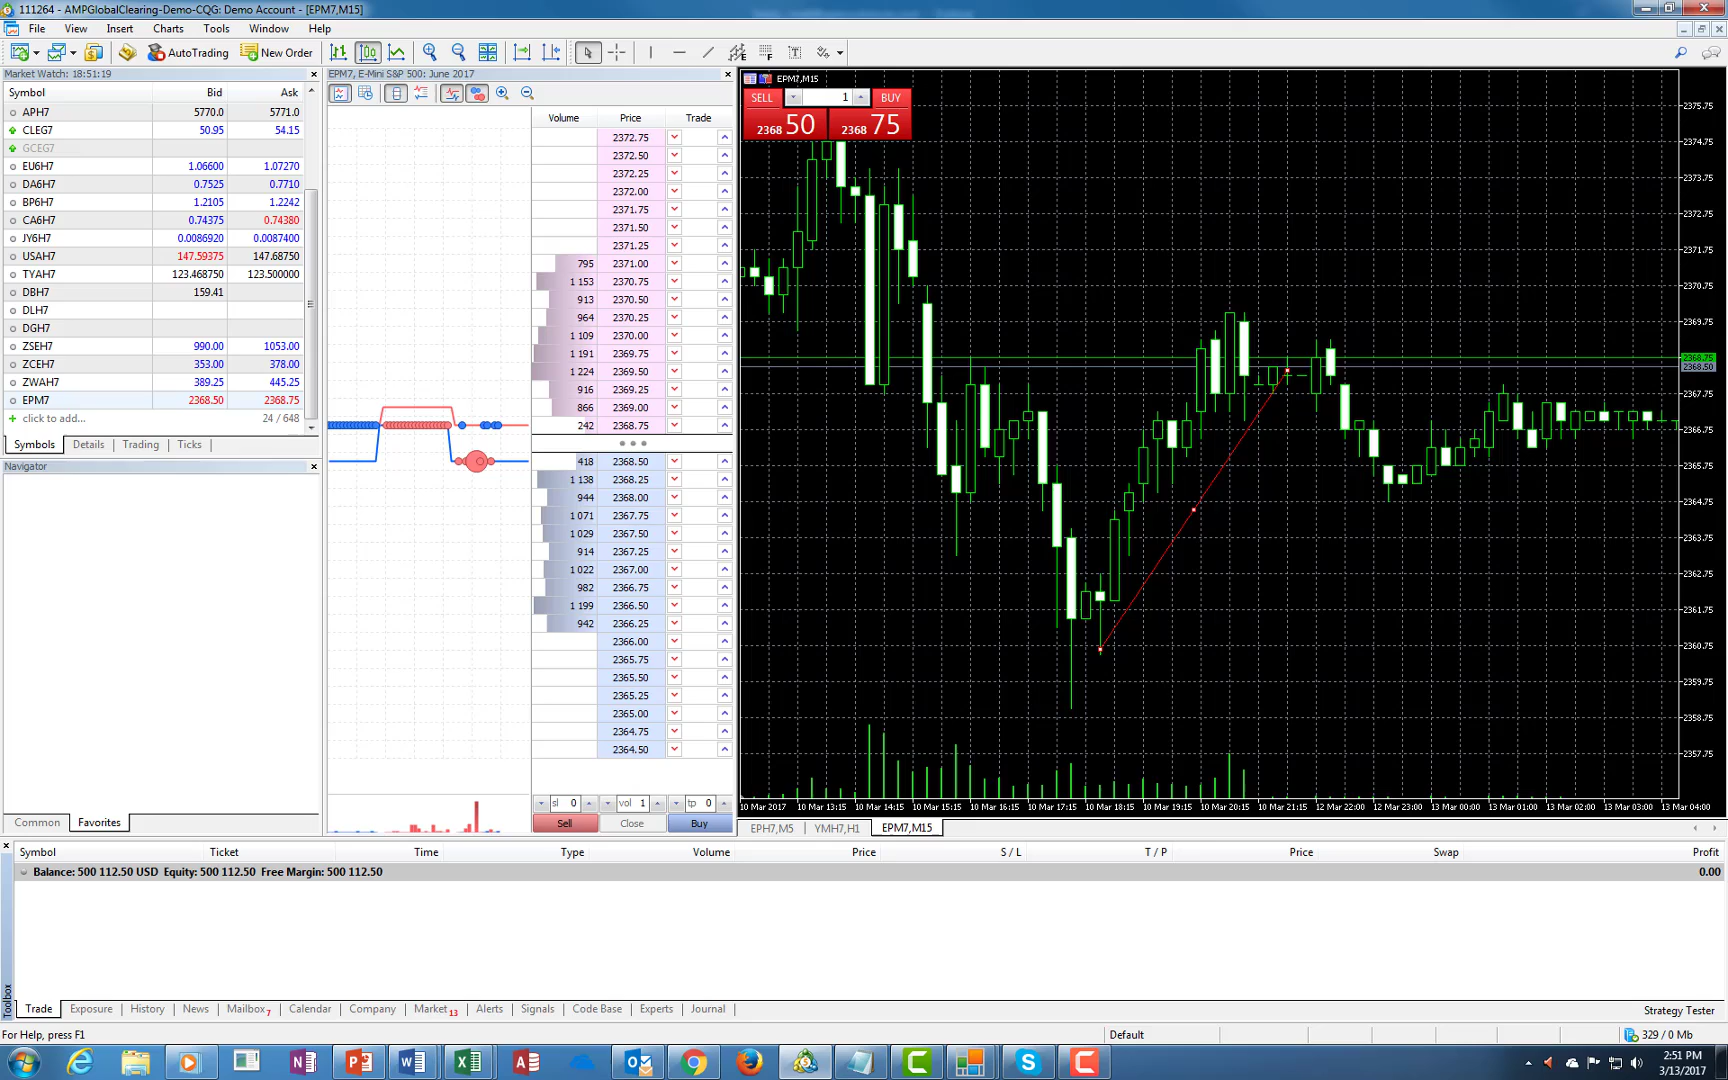 111264 - AMPGlobalClearing-Demo-CQG: Demo Account - [EPM7,M15]
File View Insert Charts Tools Window Help
AutoTrading New Order
Market Watch: 18:51:19
Symbol Bid Ask
APH7 5770.0 5771.0
CLEG7 50.95 54.15
GCEG7
EU6H7 1.06600 1.07270
DA6H7 0.7525 0.7710
BP6H7 1.2105 1.2242
CA6H7 0.74375 0.74380
JY6H7 0.0086920 0.0087400
USAH7 147.59375 147.68750
TYAH7 123.468750 123.500000
DBH7 159.41
DLH7
DGH7
ZSEH7 990.00 1053.00
ZCEH7 353.00 378.00
ZWAH7 389.25 445.25
EPM7 2368.50 2368.75
click to add... 24 / 648
Symbols Details Trading Ticks
Navigator
Common Favorites
EPM7, E-Mini S&P 500: June 2017
Volume Price Trade
2372.75
2372.50
2372.25
2372.00
2371.75
2371.50
2371.25
795 2371.00
1 153 2370.75
913 2370.50
964 2370.25
1 109 2370.00
1 191 2369.75
1 224 2369.50
916 2369.25
866 2369.00
242 2368.75
418 2368.50
1 138 2368.25
944 2368.00
1 071 2367.75
1 029 2367.50
914 2367.25
1 022 2367.00
982 2366.75
1 199 2366.50
942 2366.25
2366.00
2365.75
2365.50
2365.25
2365.00
2364.75
2364.50
sl 0 vol 1 tp 0
Sell Close Buy
EPM7,M15
SELL 1 BUY
2368 50 2368 75
2375.75
2374.75
2373.75
2372.75
2371.75
2370.75
2369.75
2368.75
2368.50
2367.75
2366.75
2365.75
2364.75
2363.75
2362.75
2361.75
2360.75
2359.75
2358.75
2357.75
10 Mar 2017 10 Mar 13:15 10 Mar 14:15 10 Mar 15:15 10 Mar 16:15 10 Mar 17:15 10 Mar 18:15 10 Mar 19:15 10 Mar 20:15 10 Mar 21:15 12 Mar 22:00 12 Mar 23:00 13 Mar 00:00 13 Mar 01:00 13 Mar 02:00 13 Mar 03:00 13 Mar 04:00
EPH7,M5 YMH7,H1 EPM7,M15
Symbol Ticket Time Type Volume Price S / L T / P Price Swap Profit
Balance: 500 112.50 USD Equity: 500 112.50 Free Margin: 500 112.50 0.00
Toolbox
Trade Exposure History News Mailbox 7 Calendar Company Market 13 Alerts Signals Code Base Experts Journal Strategy Tester
For Help, press F1 Default 329 / 0 Mb
2:51 PM
3/13/2017